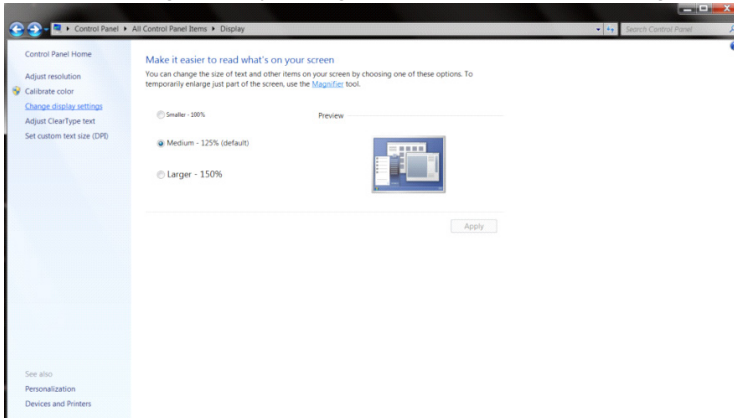 Control Panel ▸ All Control Panel Items ▸ Display
Search Control Panel
Control Panel Home
Adjust resolution
Calibrate color
Change display settings
Adjust ClearType text
Set custom text size (DPI)
Make it easier to read what's on your screen
You can change the size of text and other items on your screen by choosing one of these options. To
temporarily enlarge just part of the screen, use the Magnifier tool.
Smaller - 100%
Preview
Medium - 125% (default)
Larger - 150%
Apply
See also
Personalization
Devices and Printers